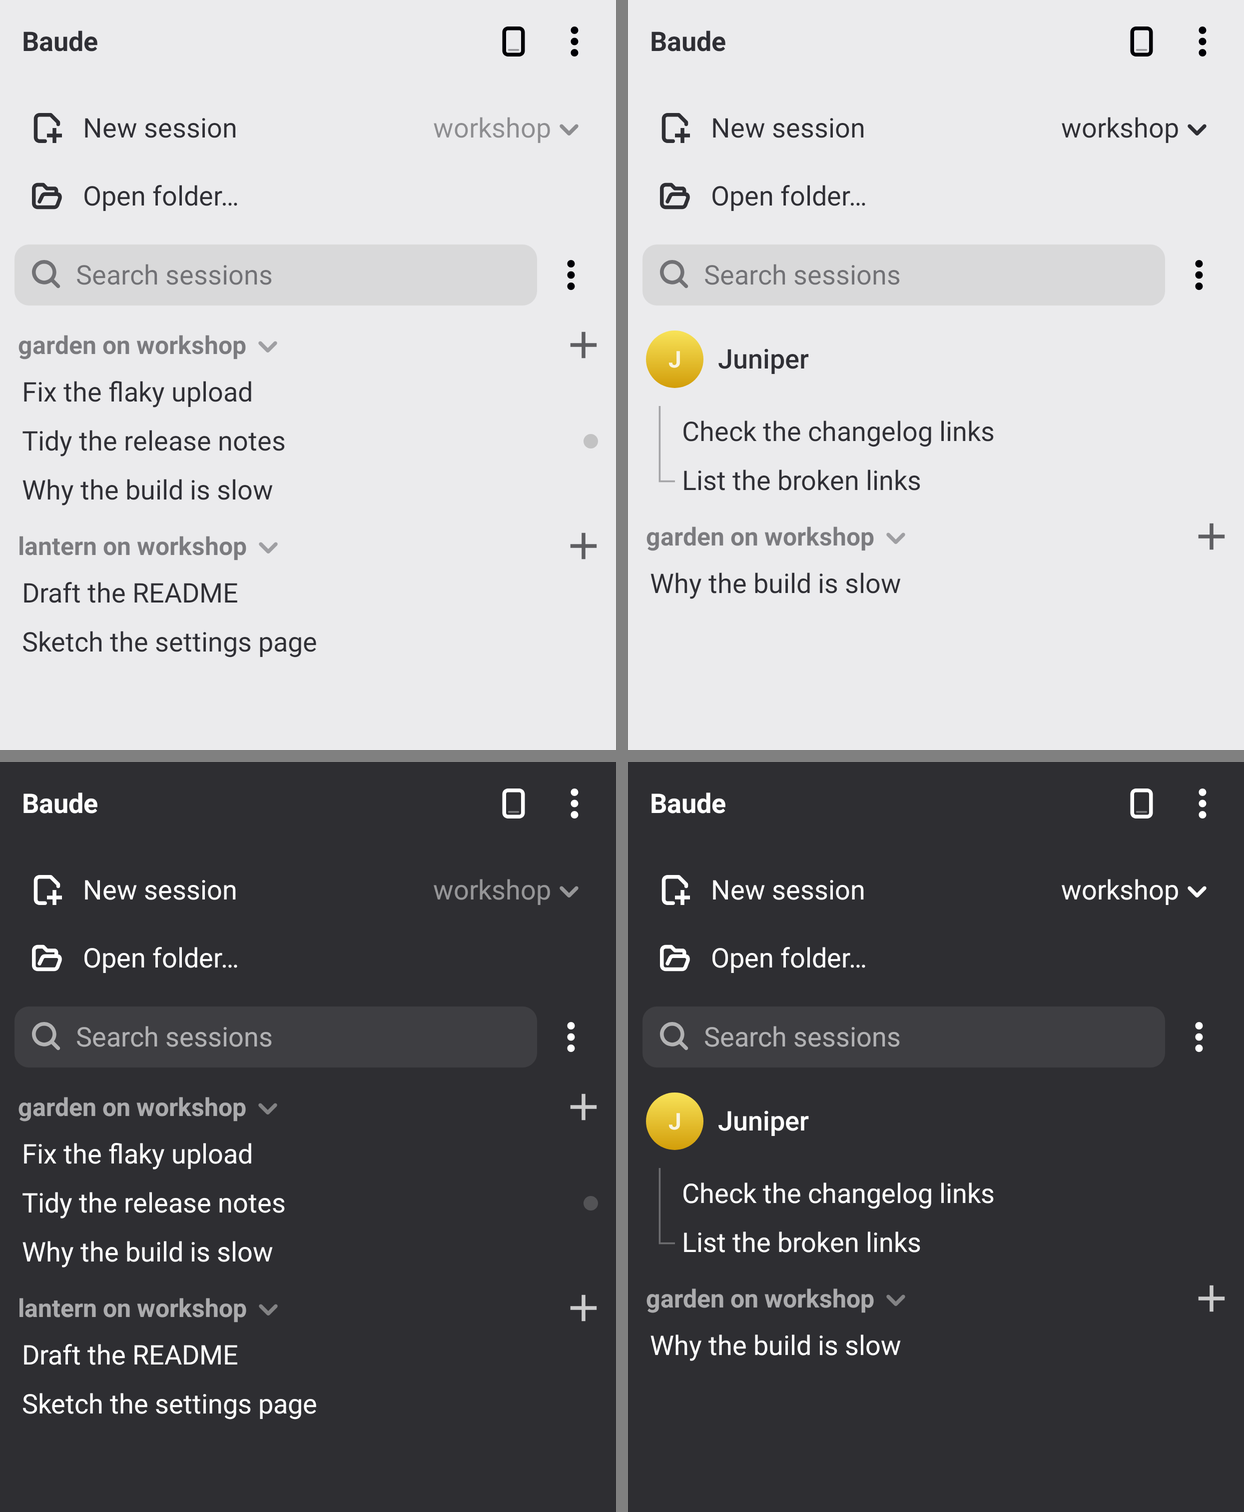 Baude
New session workshop
Open folder...
Search sessions
garden on workshop
Fix the flaky upload
Tidy the release notes
Why the build is slow
lantern on workshop
Draft the README
Sketch the settings page
Baude
New session workshop
Open folder...
Search sessions
J Juniper
Check the changelog links
List the broken links
garden on workshop
Why the build is slow
Baude
New session workshop
Open folder...
Search sessions
garden on workshop
Fix the flaky upload
Tidy the release notes
Why the build is slow
lantern on workshop
Draft the README
Sketch the settings page
Baude
New session workshop
Open folder...
Search sessions
J Juniper
Check the changelog links
List the broken links
garden on workshop
Why the build is slow